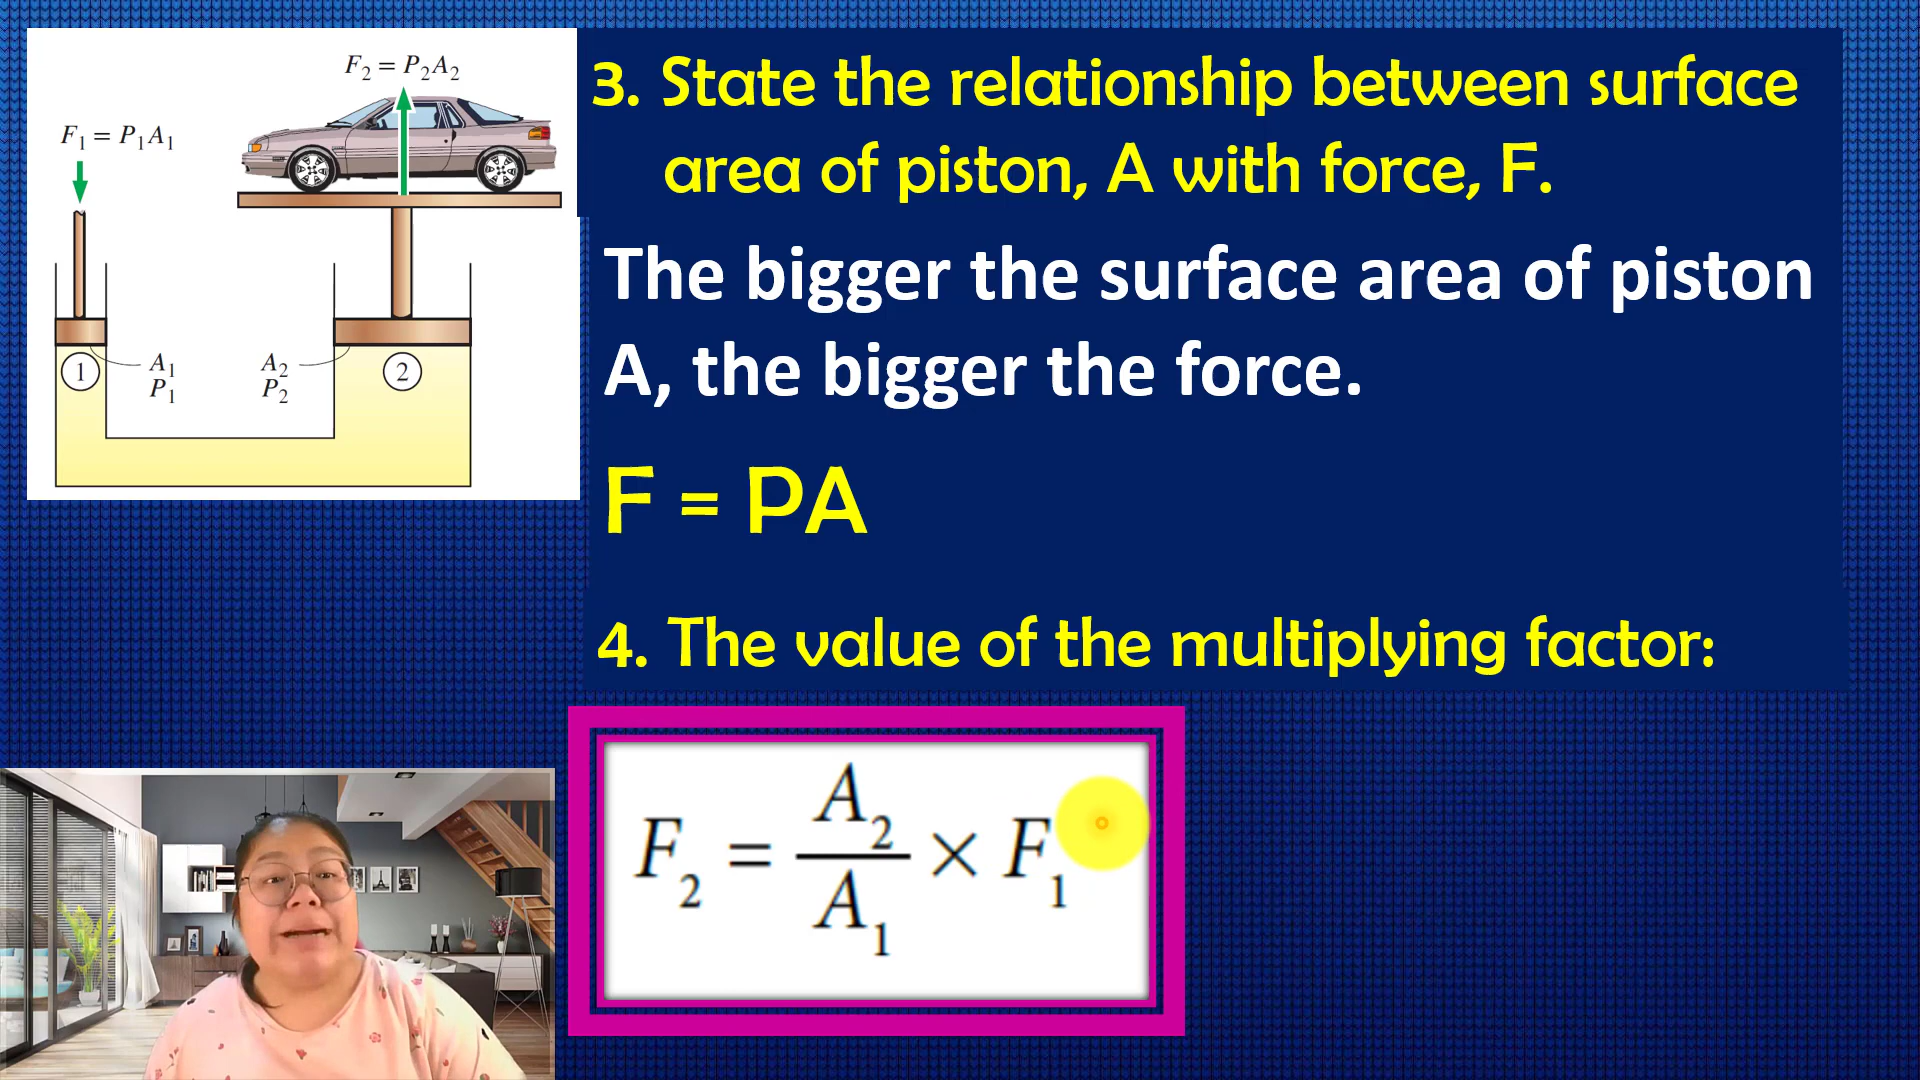 F₂ = P₂A₂
F₁ = P₁A₁
A₁
P₁
A₂
P₂
1
2
3. State the relationship between surface
area of piston, A with force, F.
The bigger the surface area of piston
A, the bigger the force.
F = PA
4. The value of the multiplying factor:
F₂ = A₂/A₁ × F₁